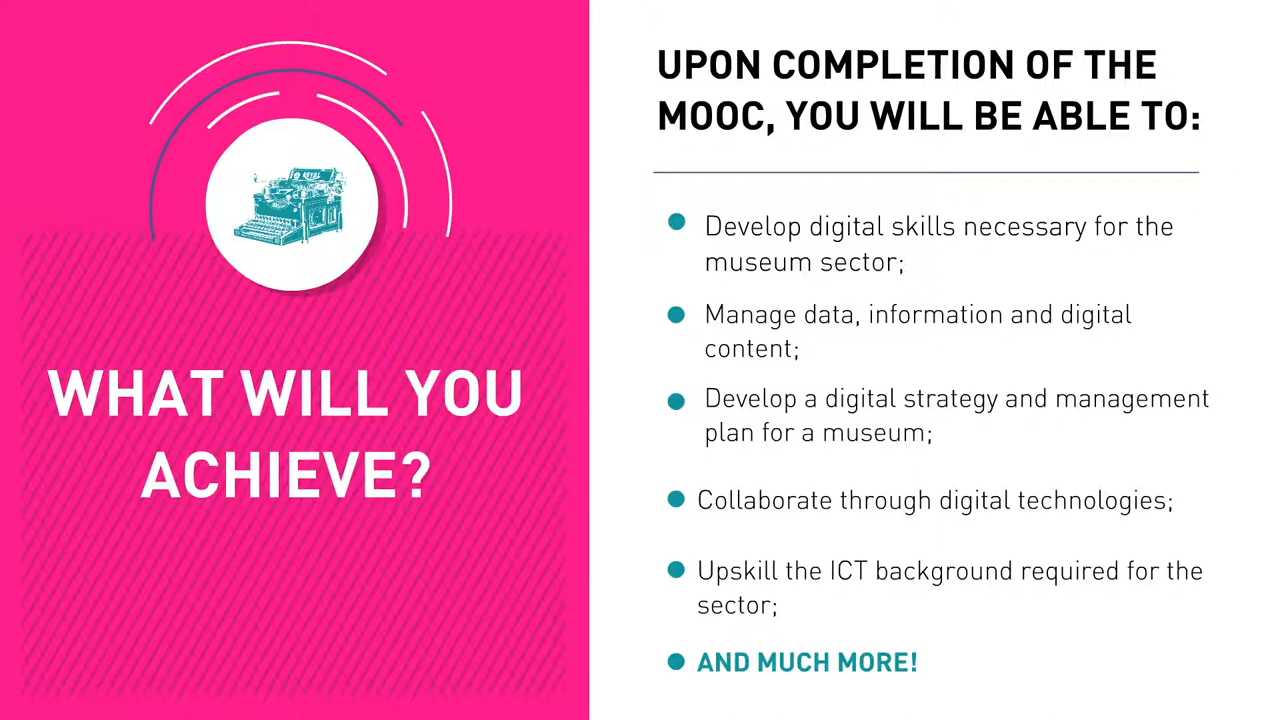 ROYAL
WHAT WILL YOU
ACHIEVE?
UPON COMPLETION OF THE
MOOC, YOU WILL BE ABLE TO:
Develop digital skills necessary for the
museum sector;
Manage data, information and digital
content;
Develop a digital strategy and management
plan for a museum;
Collaborate through digital technologies;
Upskill the ICT background required for the
sector;
AND MUCH MORE!